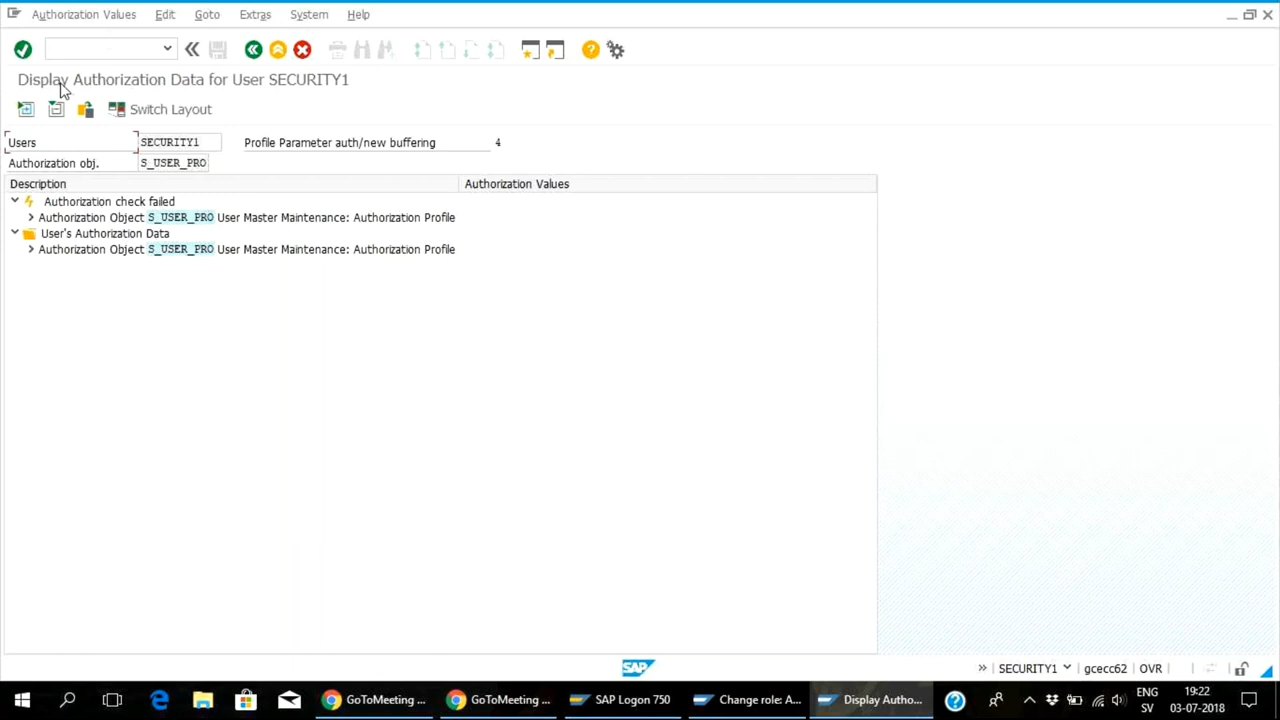 Authorization Values Edit Goto Extras System Help
Display Authorization Data for User SECURITY1
Switch Layout
Users SECURITY1 Profile Parameter auth/new buffering 4
Authorization obj. S_USER_PRO
Description Authorization Values
Authorization check failed
Authorization Object S_USER_PRO User Master Maintenance: Authorization Profile
User's Authorization Data
Authorization Object S_USER_PRO User Master Maintenance: Authorization Profile
SAP SECURITY1 gcecc62 OVR
GoToMeeting ... GoToMeeting ... SAP Logon 750 Change role: A... Display Autho... ENG 19:22
SV 03-07-2018